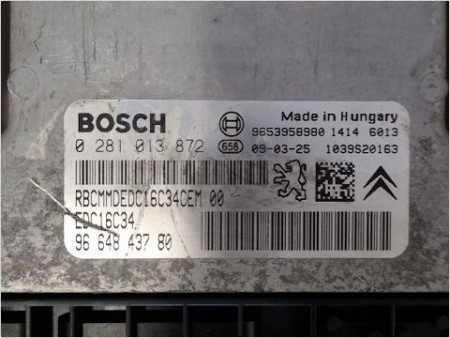 BOSCH
Made in Hungary
9653958980 1414 6013
0 281 013 872 658 09-03-25 1039S20163
RBCMMDEDC16C34CEM 00
EDC16C34
96 648 437 80